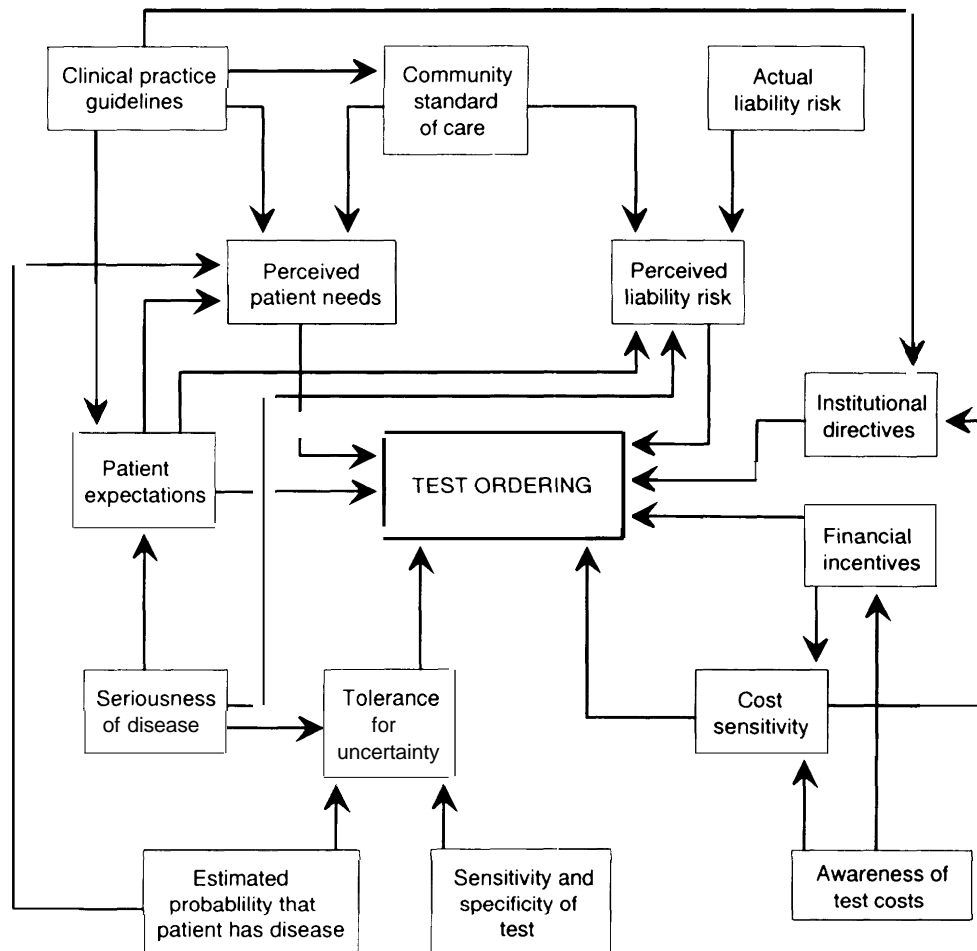 Clinical practice
guidelines
Community
standard
of care
Actual
liability risk
Perceived
patient needs
Perceived
liability risk
Institutional
directives
Patient
expectations
TEST ORDERING
Financial
incentives
Seriousness
of disease
Tolerance
for
uncertainty
Cost
sensitivity
Estimated
probablility that
patient has disease
Sensitivity and
specificity of
test
Awareness of
test costs